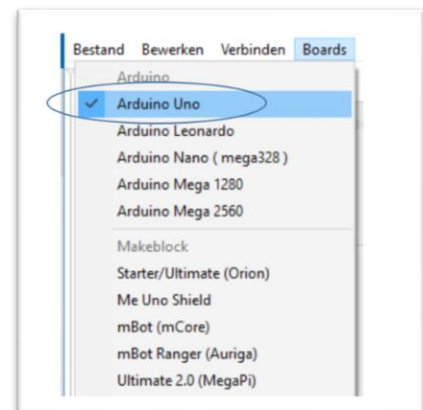 Bestand Bewerken Verbinden Boards
Arduino
Arduino Uno
Arduino Leonardo
Arduino Nano ( mega328 )
Arduino Mega 1280
Arduino Mega 2560
Makeblock
Starter/Ultimate (Orion)
Me Uno Shield
mBot (mCore)
mBot Ranger (Auriga)
Ultimate 2.0 (MegaPi)